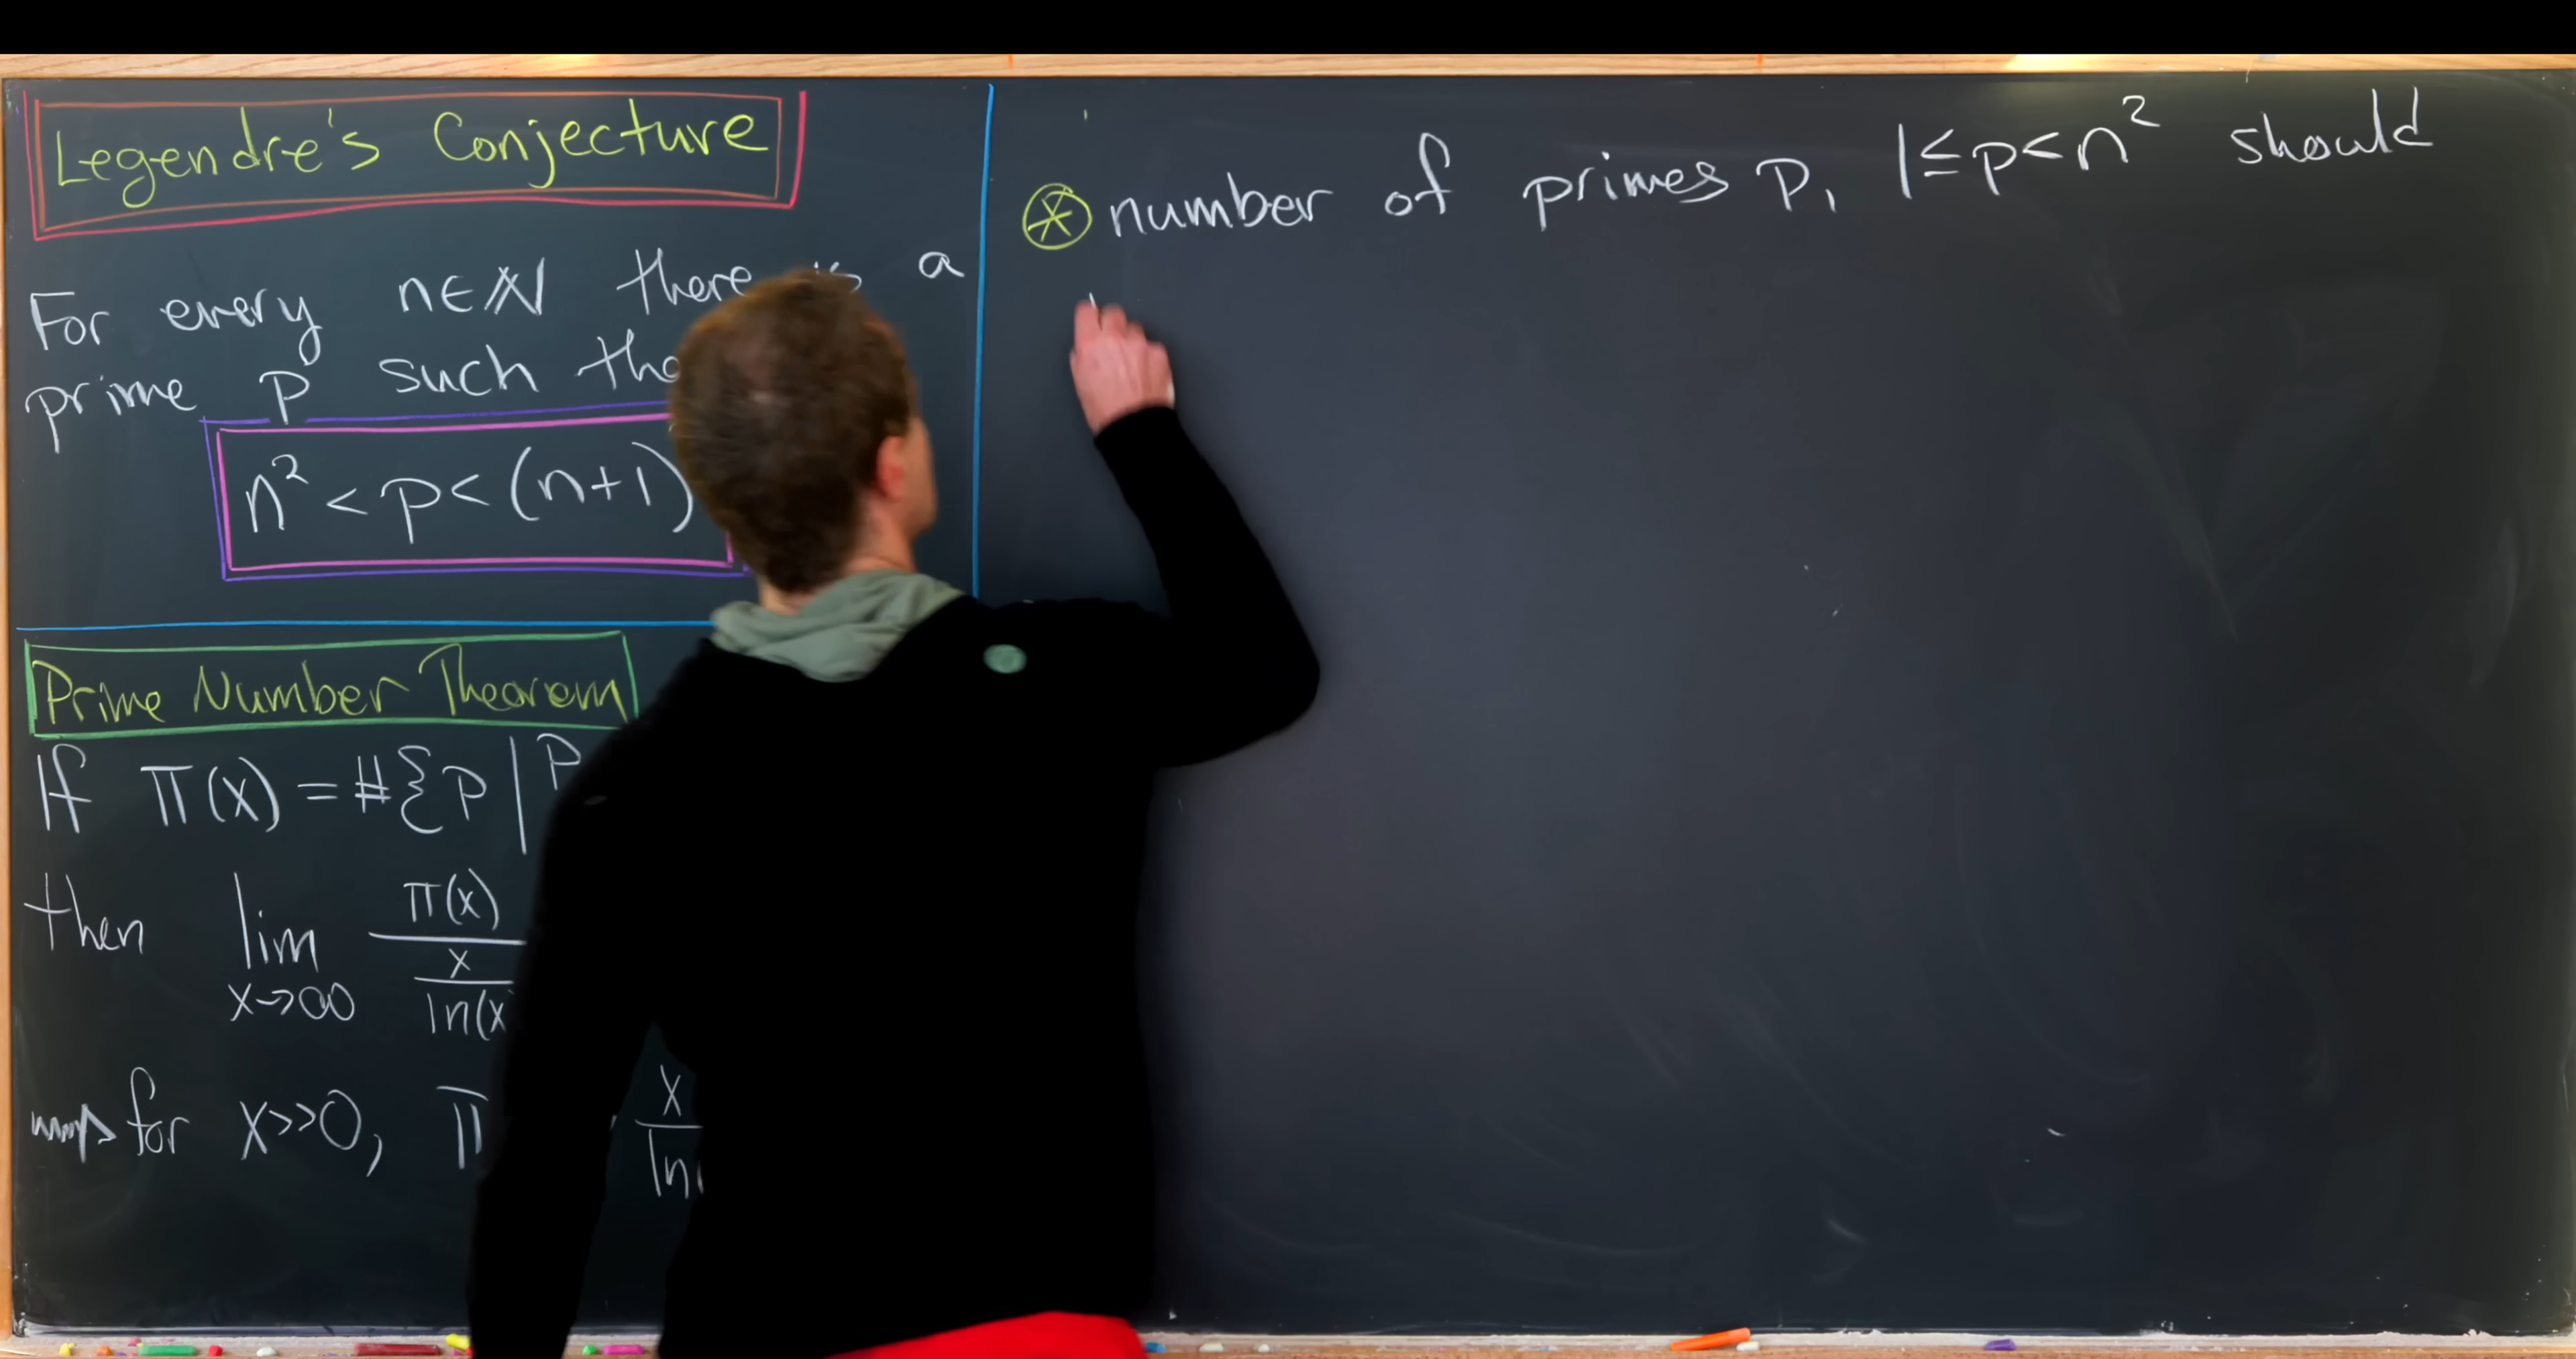 Legendre's Conjecture
For every n∈ℕ there is a
prime p such
n² < p < (n+1)
Prime Number Theorem
If π(x) = #{p | p
then lim x→∞ π(x) / x / ln(x
for x>>0, π x / ln
⊛ number of primes p, 1≤p<n² should